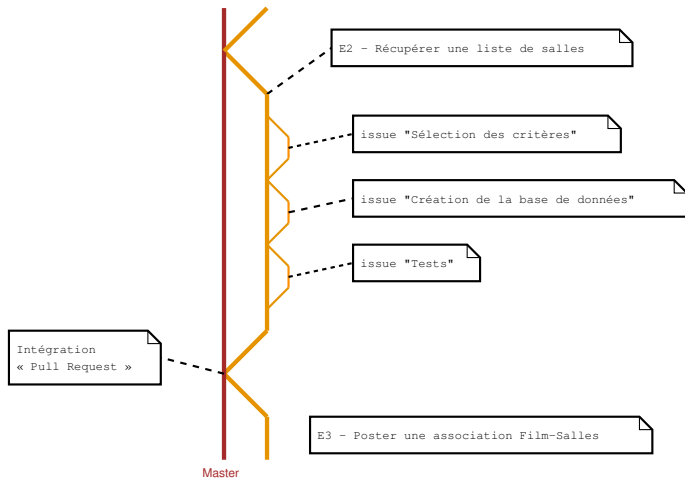 E2 - Récupérer une liste de salles
issue "Sélection des critères"
issue "Création de la base de données"
issue "Tests"
Intégration
« Pull Request »
E3 - Poster une association Film-Salles
Master